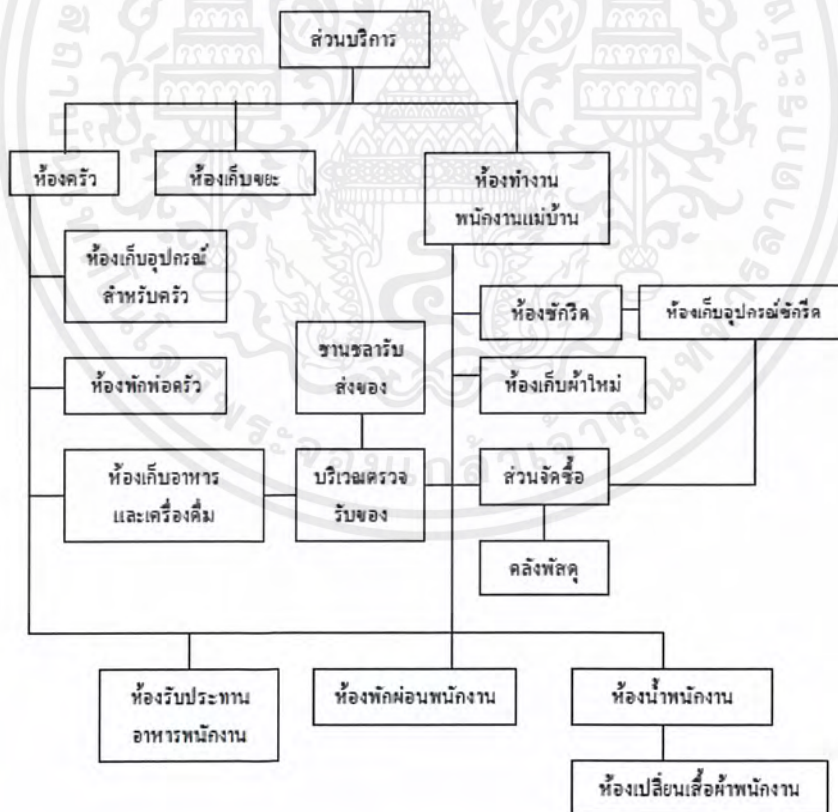 ส่วนบริการ
ห้องครัว
ห้องเก็บขยะ
ห้องทำงาน
พนักงานแม่บ้าน
ห้องเก็บอุปกรณ์
สำหรับครัว
ห้องซักรีด
ห้องเก็บอุปกรณ์ซักรีด
ชานชลารับ
ส่งของ
ห้องพักพ่อครัว
ห้องเก็บผ้าใหม่
ห้องเก็บอาหาร
และเครื่องดื่ม
บริเวณตรวจ
รับของ
ส่วนจัดซื้อ
คลังพัสดุ
ห้องรับประทาน
อาหารพนักงาน
ห้องพักผ่อนพนักงาน
ห้องน้ำพนักงาน
ห้องเปลี่ยนเสื้อผ้าพนักงาน